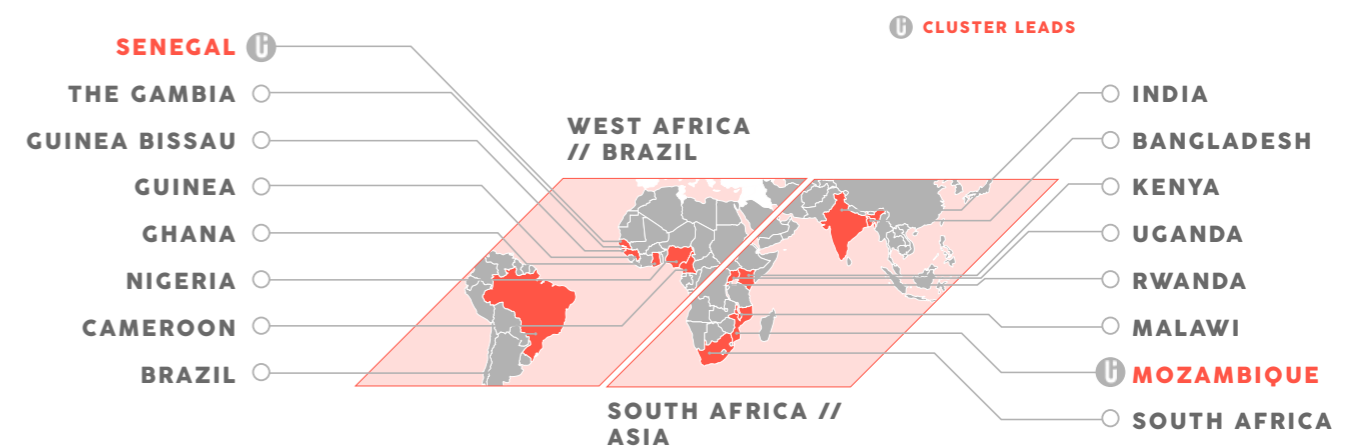 CLUSTER LEADS
SENEGAL
THE GAMBIA
GUINEA BISSAU
GUINEA
GHANA
NIGERIA
CAMEROON
BRAZIL
WEST AFRICA
// BRAZIL
SOUTH AFRICA //
ASIA
INDIA
BANGLADESH
KENYA
UGANDA
RWANDA
MALAWI
MOZAMBIQUE
SOUTH AFRICA